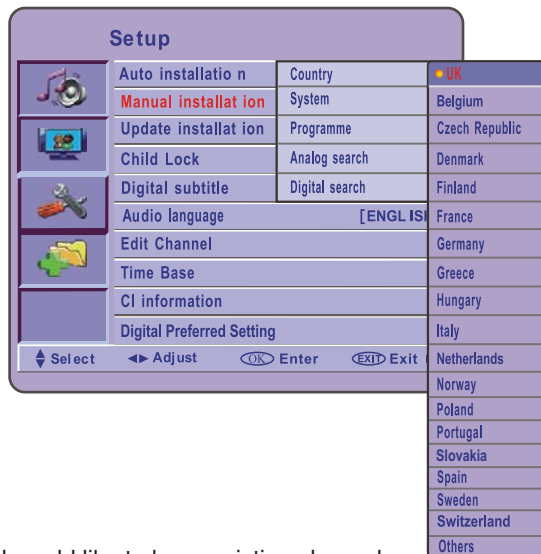 Setup
Auto installatio n
Manual installat ion
Update installat ion
Child Lock
Digital subtitle
Audio language [ENGL ISH
Edit Channel
Time Base
CI information
Digital Preferred Setting
Select Adjust OK Enter EXIT Exit
Country
System
Programme
Analog search
Digital search
UK
Belgium
Czech Republic
Denmark
Finland
France
Germany
Greece
Hungary
Italy
Netherlands
Norway
Poland
Portugal
Slovakia
Spain
Sweden
Switzerland
Others